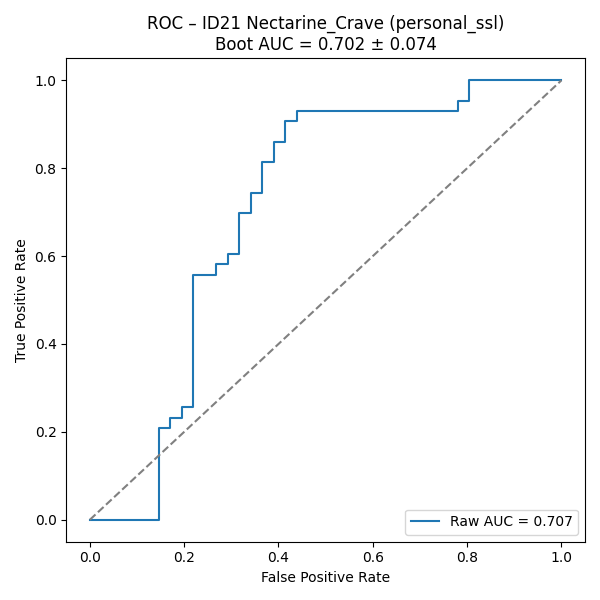 ROC – ID21 Nectarine_Crave (personal_ssl)
Boot AUC = 0.702 ± 0.074
1.0
0.8
0.6
0.4
0.2
0.0
True Positive Rate
Raw AUC = 0.707
0.0 0.2 0.4 0.6 0.8 1.0
False Positive Rate